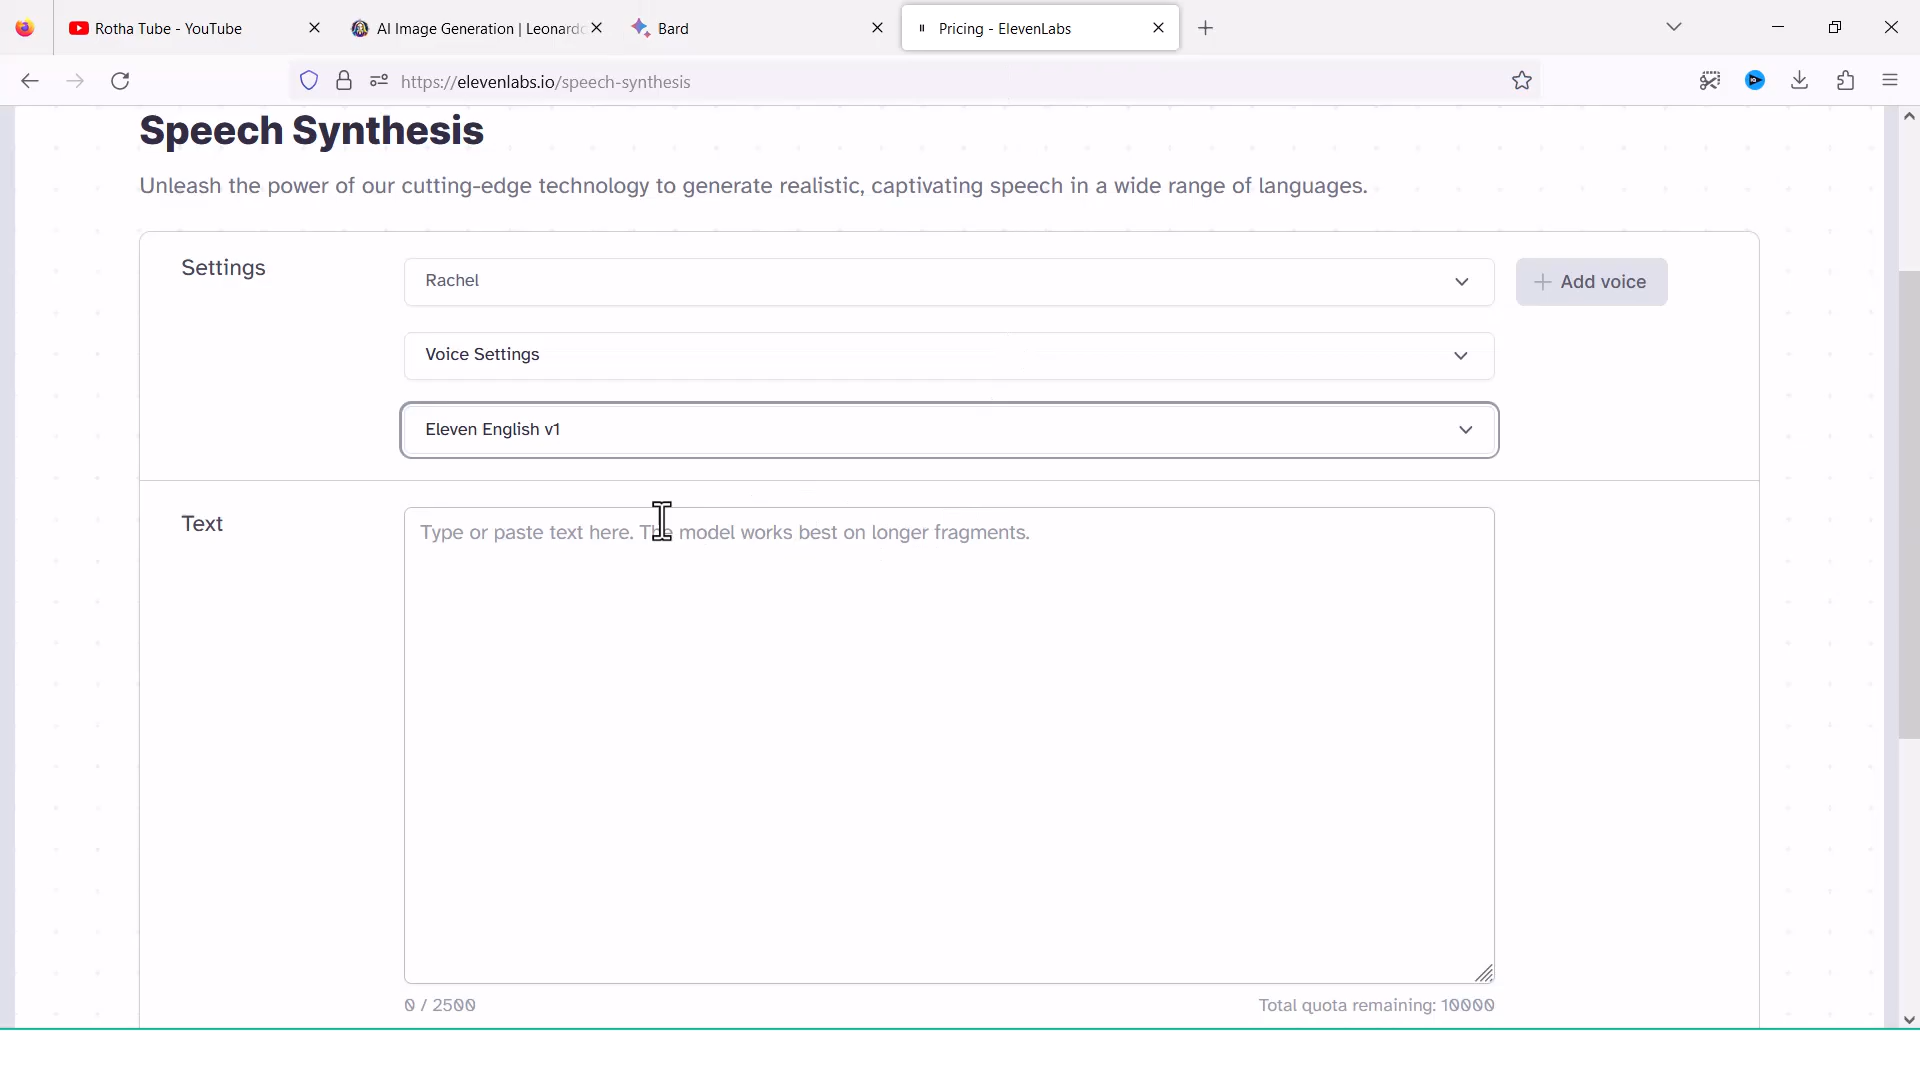 Rotha Tube - YouTube
AI Image Generation | Leonardo
Bard
Pricing - ElevenLabs
https://elevenlabs.io/speech-synthesis
Speech Synthesis
Unleash the power of our cutting-edge technology to generate realistic, captivating speech in a wide range of languages.
Settings
Rachel
+ Add voice
Voice Settings
Eleven English v1
Text
Type or paste text here. The model works best on longer fragments.
0 / 2500
Total quota remaining: 10000